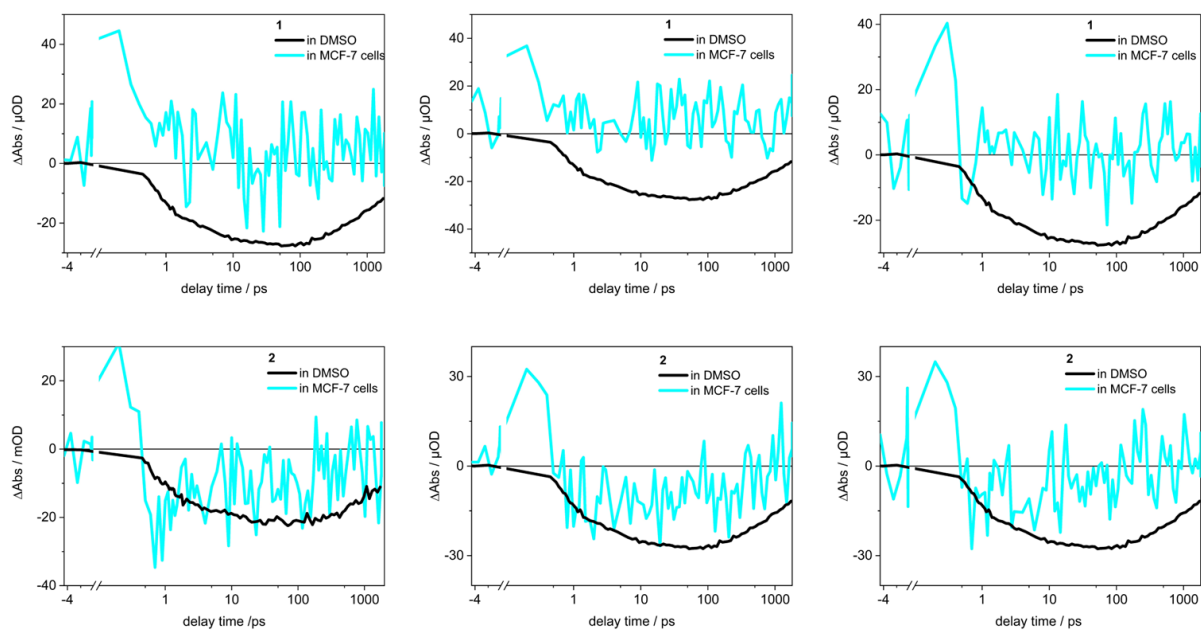 1
in DMSO
in MCF-7 cells
40
20
0
-20
ΔAbs / µOD
-4
1
10
100
1000
delay time / ps
1
in DMSO
in MCF-7 cells
40
20
0
-20
-50
ΔAbs / µOD
-4
1
10
100
1000
delay time / ps
1
in DMSO
in MCF-7 cells
40
20
0
-20
ΔAbs / µOD
-4
1
10
100
1000
delay time / ps
2
in DMSO
in MCF-7 cells
20
0
-20
-40
ΔAbs / mOD
-4
1
10
100
1000
delay time /ps
2
in DMSO
in MCF-7 cells
30
0
-30
ΔAbs / µOD
-4
1
10
100
1000
delay time / ps
2
in DMSO
in MCF-7 cells
30
0
-30
ΔAbs / µOD
-4
1
10
100
1000
delay time / ps